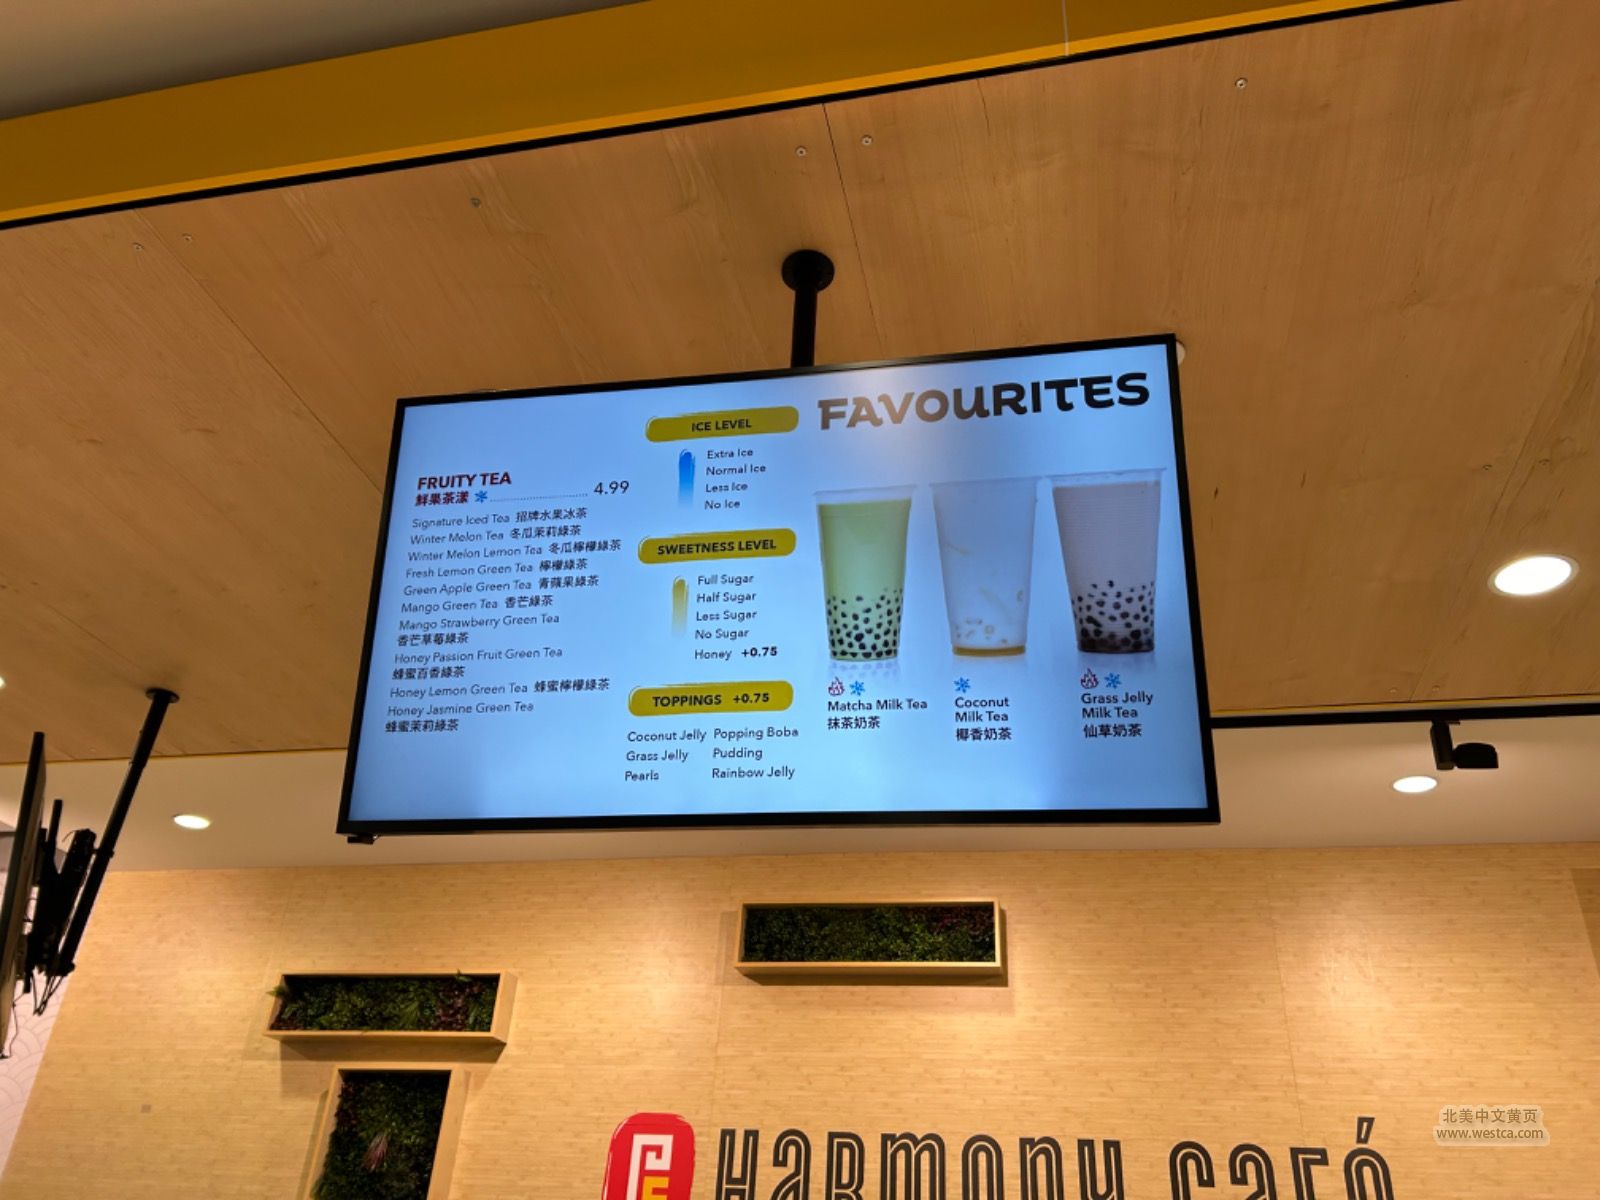 FAVOURITES
FRUITY TEA
鮮果茶漾 4.99
Signature Iced Tea 招牌水果冰茶
Winter Melon Tea 冬瓜茉莉綠茶
Winter Melon Lemon Tea 冬瓜檸檬綠茶
Fresh Lemon Green Tea 檸檬綠茶
Green Apple Green Tea 青蘋果綠茶
Mango Green Tea 香芒綠茶
Mango Strawberry Green Tea
香芒草莓綠茶
Honey Passion Fruit Green Tea
蜂蜜百香綠茶
Honey Lemon Green Tea 蜂蜜檸檬綠茶
Honey Jasmine Green Tea
蜂蜜茉莉綠茶
ICE LEVEL
Extra Ice
Normal Ice
Less Ice
No Ice
SWEETNESS LEVEL
Full Sugar
Half Sugar
Less Sugar
No Sugar
Honey +0.75
TOPPINGS +0.75
Coconut Jelly Popping Boba
Grass Jelly Pudding
Pearls Rainbow Jelly
Matcha Milk Tea
抹茶奶茶
Coconut
Milk Tea
椰香奶茶
Grass Jelly
Milk Tea
仙草奶茶
HARMONY CAFÉ
北美中文黄页
www.westca.com